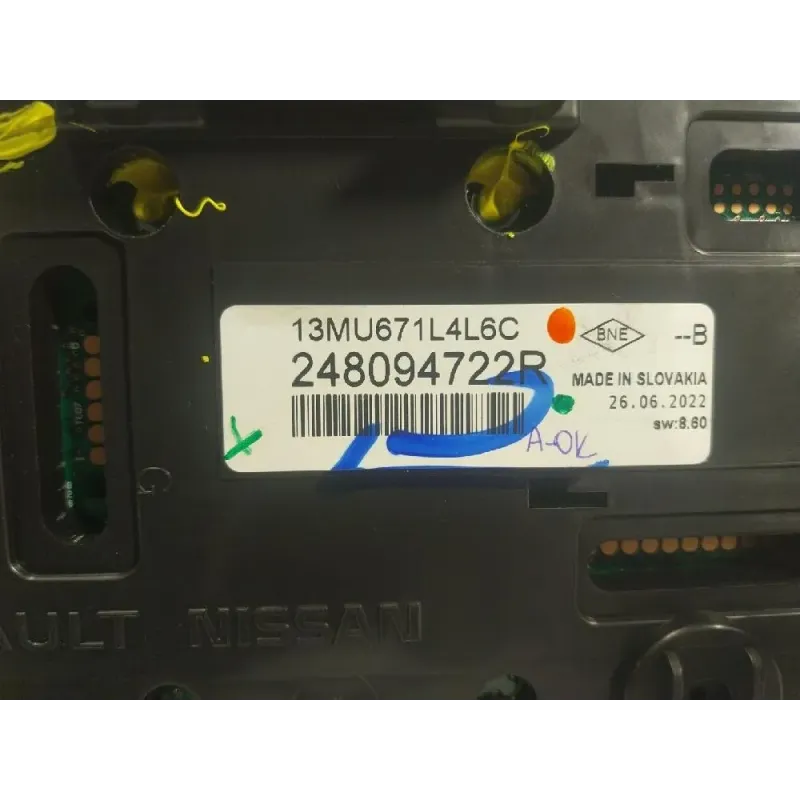 13MU671L4L6C
248094722R
BNE
--B
MADE IN SLOVAKIA
26.06.2022
sw:8.60
A-OK
G
AULT NISSAN